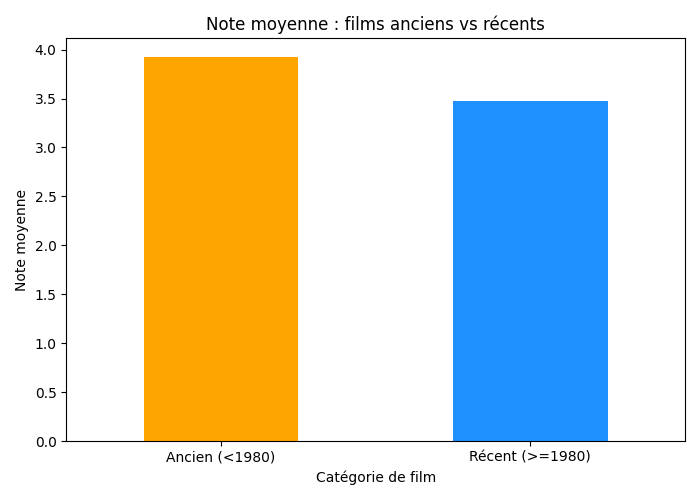 Note moyenne : films anciens vs récents
4.0
3.5
3.0
2.5
2.0
1.5
1.0
0.5
0.0
Note moyenne
Ancien (<1980)
Récent (>=1980)
Catégorie de film